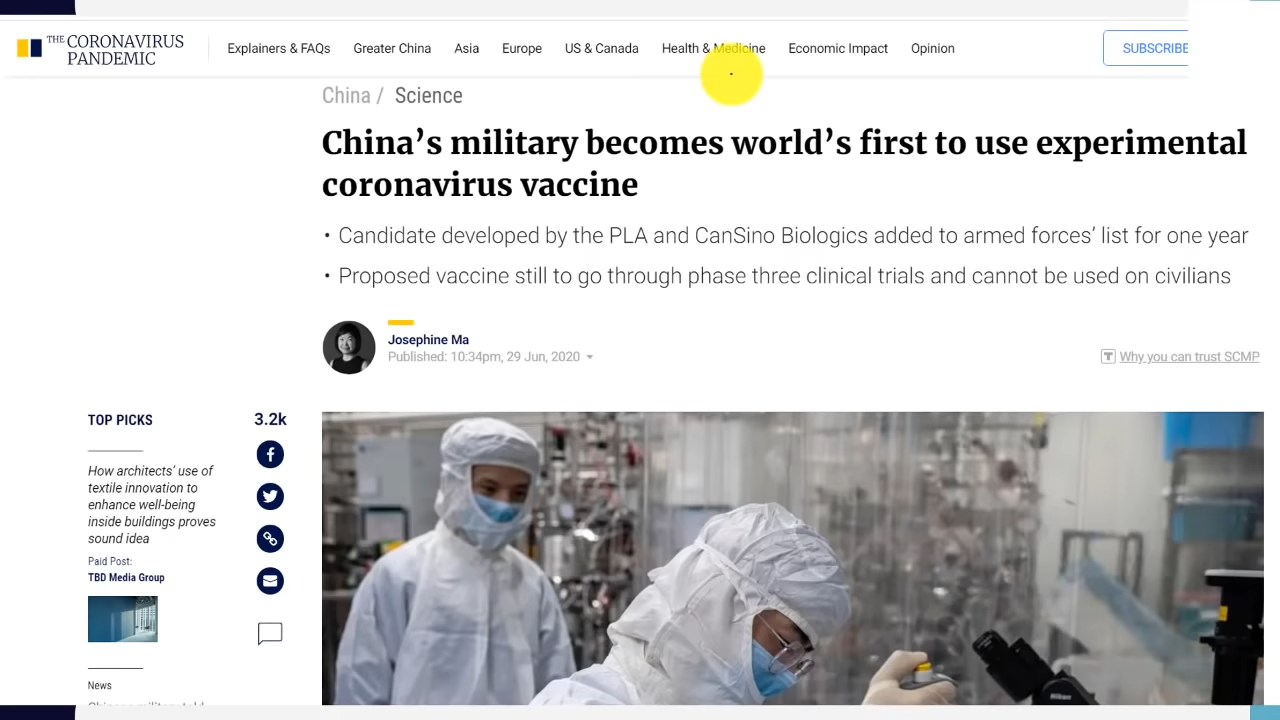 THE CORONAVIRUS
PANDEMIC
Explainers & FAQs Greater China Asia Europe US & Canada Health & Medicine Economic Impact Opinion
SUBSCRIBE
China / Science
China’s military becomes world’s first to use experimental
coronavirus vaccine
• Candidate developed by the PLA and CanSino Biologics added to armed forces’ list for one year
• Proposed vaccine still to go through phase three clinical trials and cannot be used on civilians
Josephine Ma
Published: 10:34pm, 29 Jun, 2020
Why you can trust SCMP
TOP PICKS
3.2k
How architects’ use of
textile innovation to
enhance well-being
inside buildings proves
sound idea
Paid Post:
TBD Media Group
News
Nikon